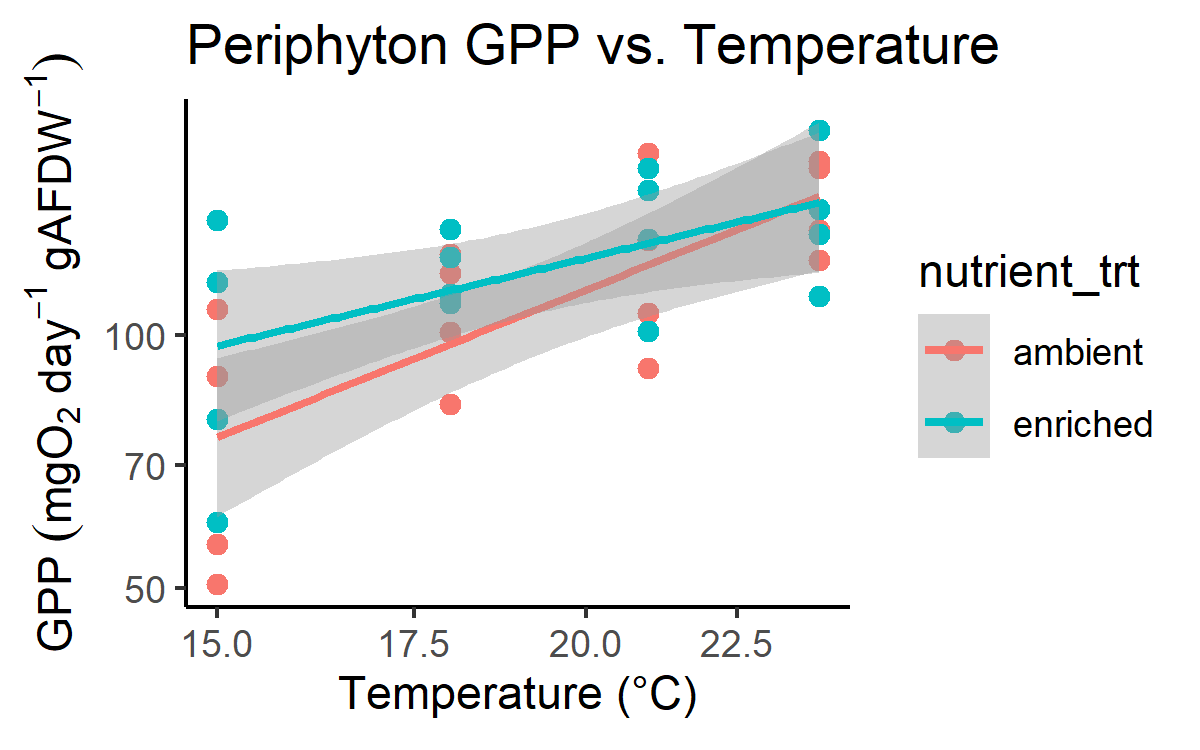 Periphyton GPP vs. Temperature
GPP (mgO₂ day⁻¹ gAFDW⁻¹)
100
70
50
15.0 17.5 20.0 22.5
Temperature (°C)
nutrient_trt
ambient
enriched